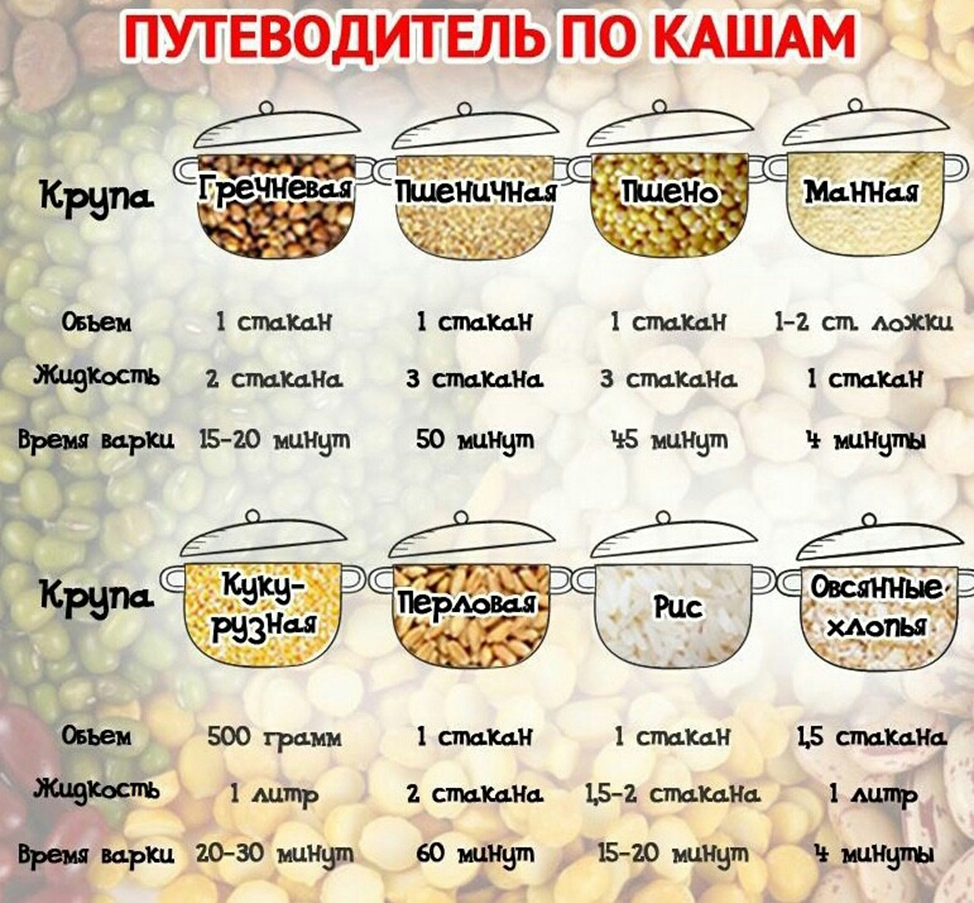 ПУТЕВОДИТЕЛЬ ПО КАШАМ
Крупа Гречневая Пшеничная Пшено Манная
Обьем 1 стакан 1 стакан 1 стакан 1-2 ст. ложки
Жидкость 2 стакана 3 стакана 3 стакана 1 стакан
Время варки 15-20 минут 50 минут 45 минут 4 минуты
Крупа Куку-
рузная Перловая Рис Овсянные
хлопья
Обьем 500 грамм 1 стакан 1 стакан 1,5 стакана
Жидкость 1 литр 2 стакана 1,5-2 стакана 1 литр
Время варки 20-30 минут 60 минут 15-20 минут 4 минуты